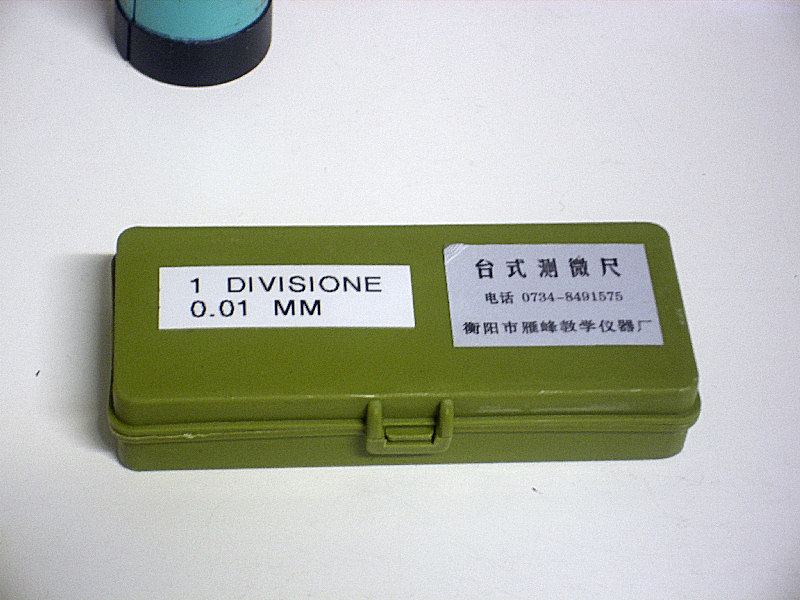 1 DIVISIONE
0.01 MM
台式测微尺
电话 0734-8491575
衡阳市雁峰教学仪器厂